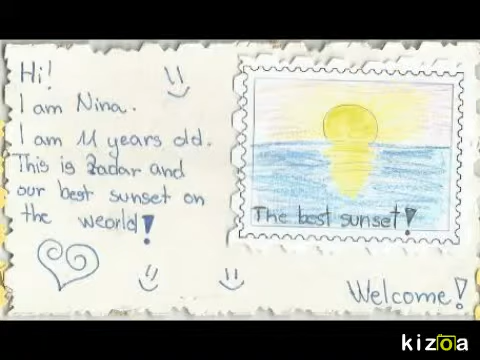 Hi!
I am Nina.
I am 11 years old.
This is Zadar and
our best sunset on
the weorld!
The best sunset!
Welcome!
kizoa